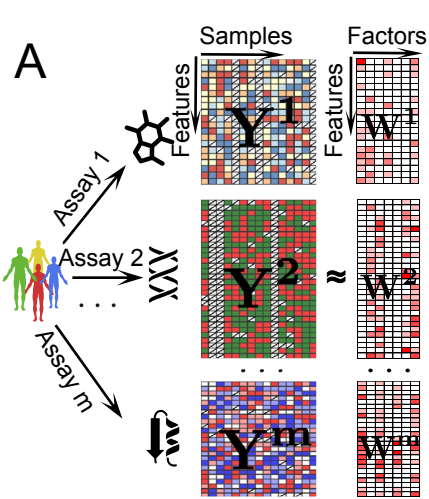 A
Samples
Factors
Features
Features
Assay 1
Y¹
W¹
Assay 2
. . .
Y²
≈
W²
. . .
. . .
Assay m
Yᵐ
Wᵐ